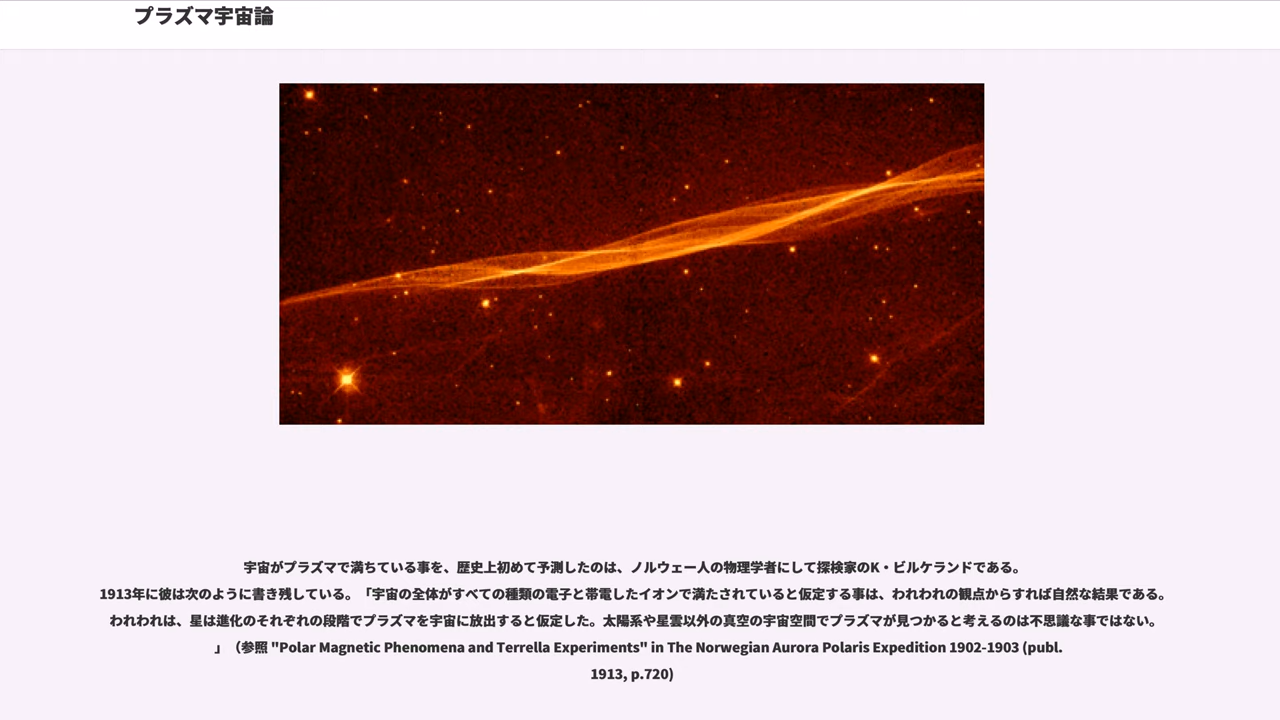 プラズマ宇宙論
宇宙がプラズマで満ちている事を、歴史上初めて予測したのは、ノルウェー人の物理学者にして探検家のK・ビルケランドである。
1913年に彼は次のように書き残している。「宇宙の全体がすべての種類の電子と帯電したイオンで満たされていると仮定する事は、われわれの観点からすれば自然な結果である。
われわれは、星は進化のそれぞれの段階でプラズマを宇宙に放出すると仮定した。太陽系や星雲以外の真空の宇宙空間でプラズマが見つかると考えるのは不思議な事ではない。
」（参照 "Polar Magnetic Phenomena and Terrella Experiments" in The Norwegian Aurora Polaris Expedition 1902-1903 (publ.
1913, p.720)